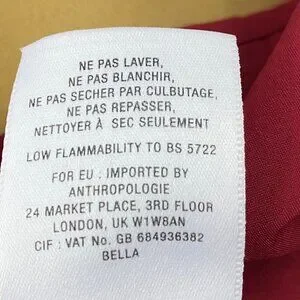 NE PAS LAVER,
NE PAS BLANCHIR,
NE PAS SECHER PAR CULBUTAGE,
NE PAS REPASSER,
NETTOYER À SEC SEULEMENT
LOW FLAMMABILITY TO BS 5722
FOR EU : IMPORTED BY
ANTHROPOLOGIE
24 MARKET PLACE, 3RD FLOOR
LONDON, UK W1W8AN
CIF : VAT No. GB 684936382
BELLA